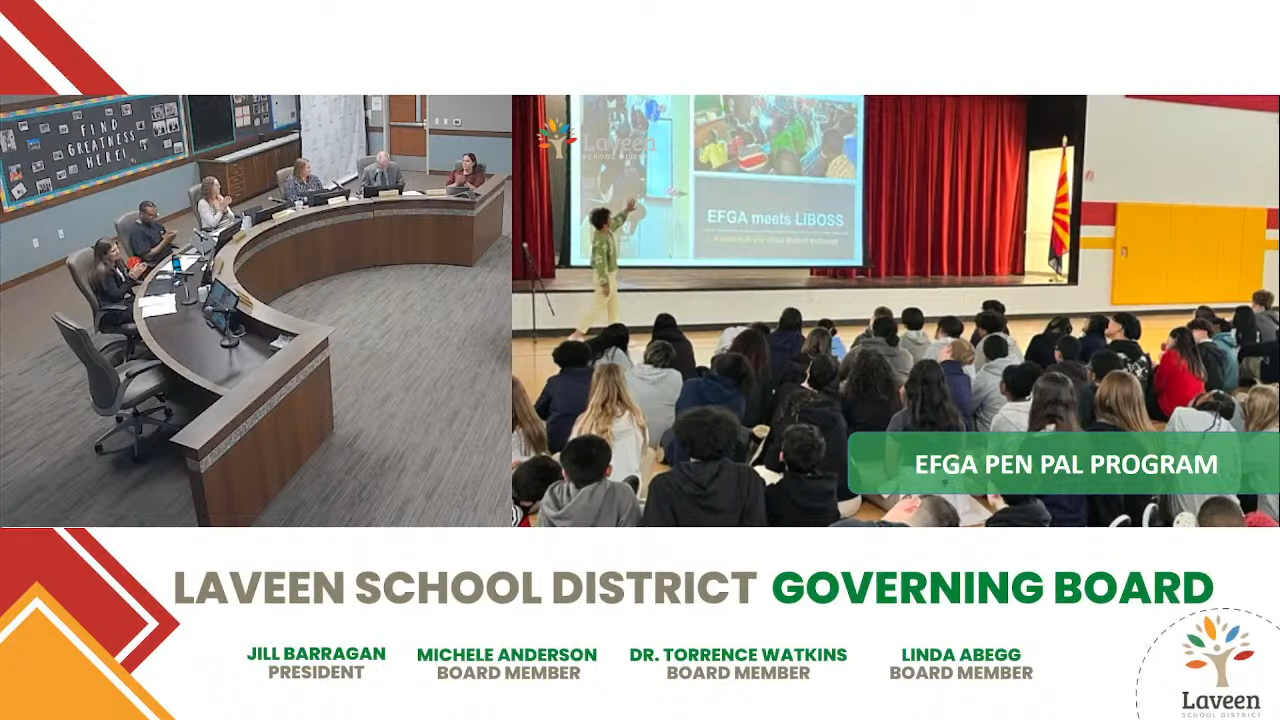 FIND
GREATNESS
HERE!
Laveen
SCHOOL DISTRICT
EFGA meets LiBOSS
EFGA PEN PAL PROGRAM
LAVEEN SCHOOL DISTRICT GOVERNING BOARD
JILL BARRAGAN
PRESIDENT
MICHELE ANDERSON
BOARD MEMBER
DR. TORRENCE WATKINS
BOARD MEMBER
LINDA ABEGG
BOARD MEMBER
Laveen
SCHOOL DISTRICT